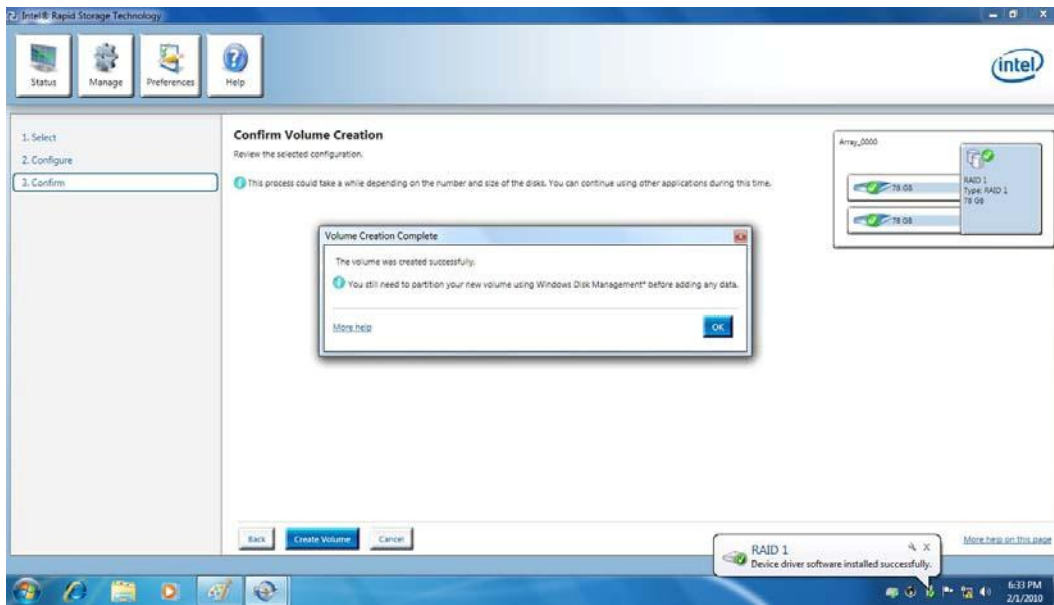 Intel® Rapid Storage Technology
Status
Manage
Preferences
Help
intel
1. Select
2. Configure
3. Confirm
Confirm Volume Creation
Review the selected configuration.
This process could take a while depending on the number and size of the disks. You can continue using other applications during this time.
Array_0000
78 GB
78 GB
RAID 1
Type: RAID 1
78 GB
Volume Creation Complete
The volume was created successfully.
You still need to partition your new volume using Windows Disk Management* before adding any data.
More help
OK
Back
Create Volume
Cancel
More help on this page
RAID 1
Device driver software installed successfully.
6:33 PM
2/1/2010